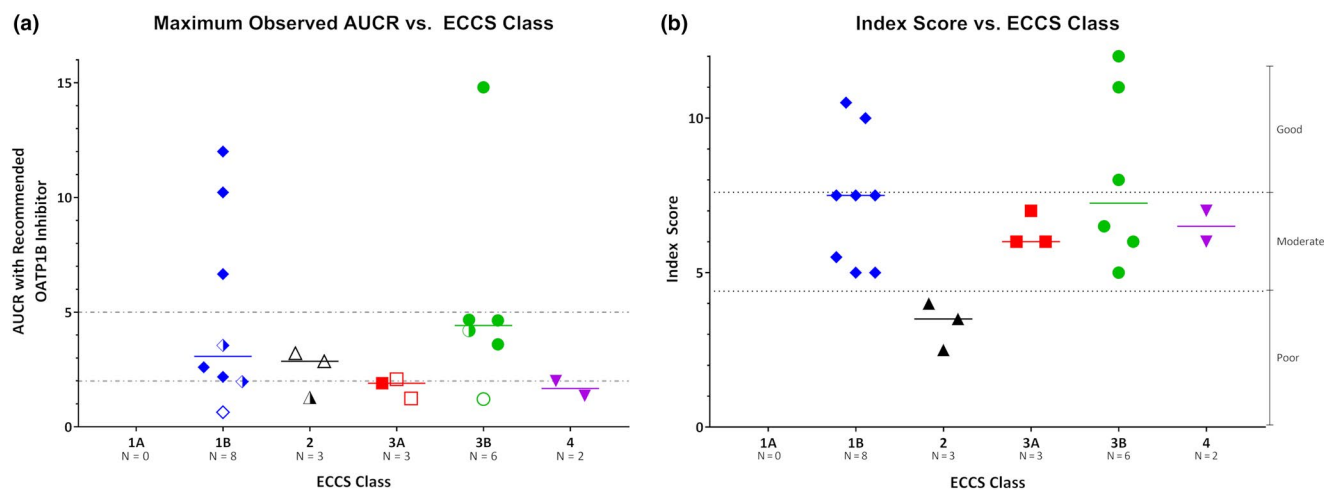 (a)
Maximum Observed AUCR vs. ECCS Class
AUCR with Recommended
OATP1B Inhibitor
15
10
5
2
0
1A
1B
2
3A
3B
4
N = 0
N = 8
N = 3
N = 3
N = 6
N = 2
ECCS Class
(b)
Index Score vs. ECCS Class
Index Score
10
5
0
1A
1B
2
3A
3B
4
N = 0
N = 8
N = 3
N = 3
N = 6
N = 2
ECCS Class
Good
Moderate
Poor